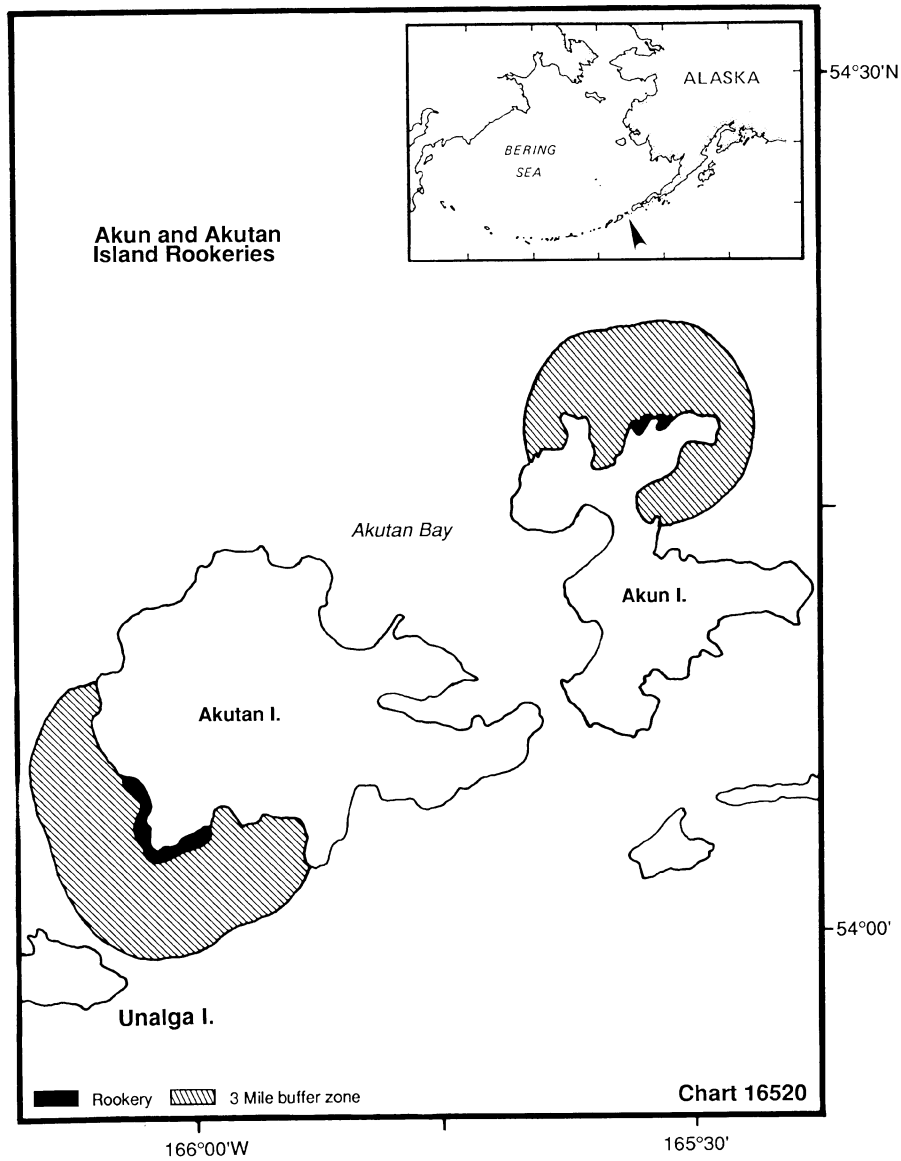 ALASKA
BERING
SEA
54°30'N
Akun and Akutan
Island Rookeries
Akutan Bay
Akun I.
Akutan I.
54°00'
Unalga I.
Rookery
3 Mile buffer zone
Chart 16520
166°00'W
165°30'